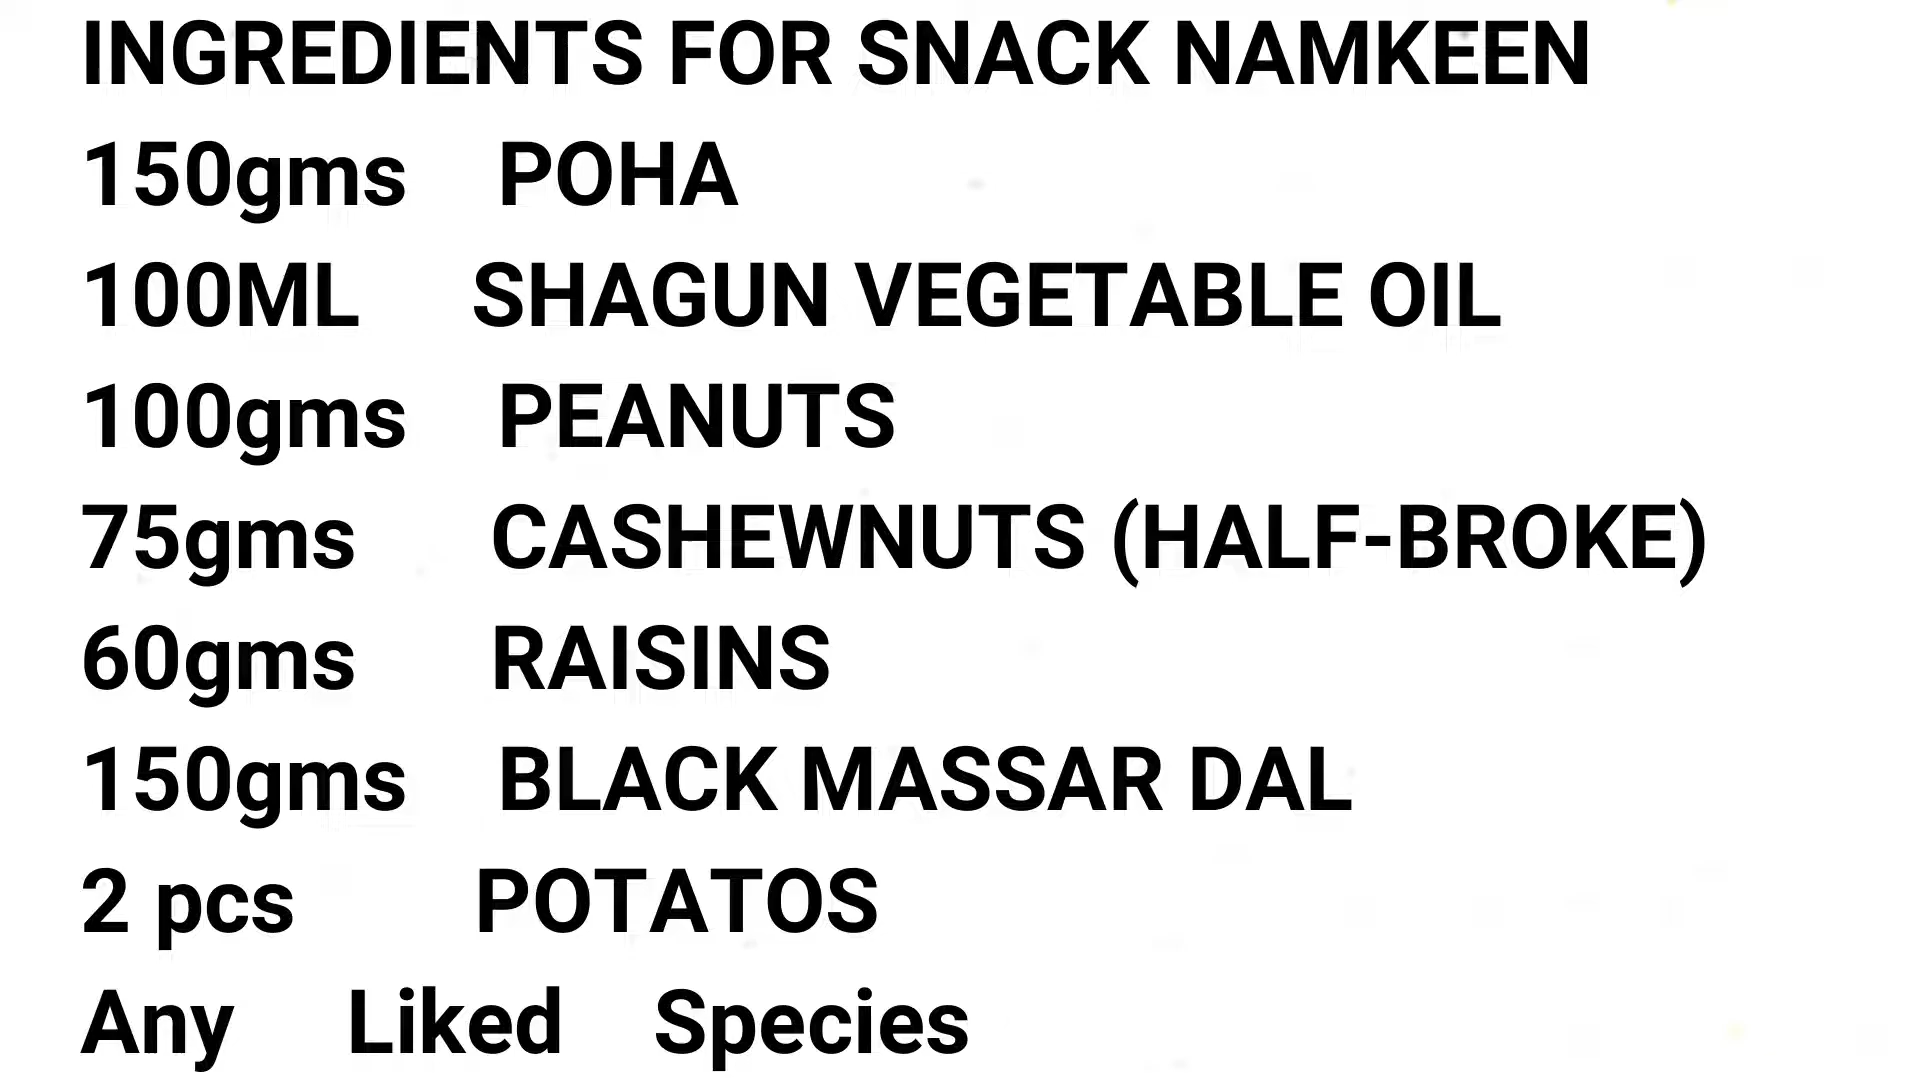 INGREDIENTS FOR SNACK NAMKEEN
150gms POHA
100ML SHAGUN VEGETABLE OIL
100gms PEANUTS
75gms CASHEWNUTS (HALF-BROKE)
60gms RAISINS
150gms BLACK MASSAR DAL
2 pcs POTATOS
Any Liked Species